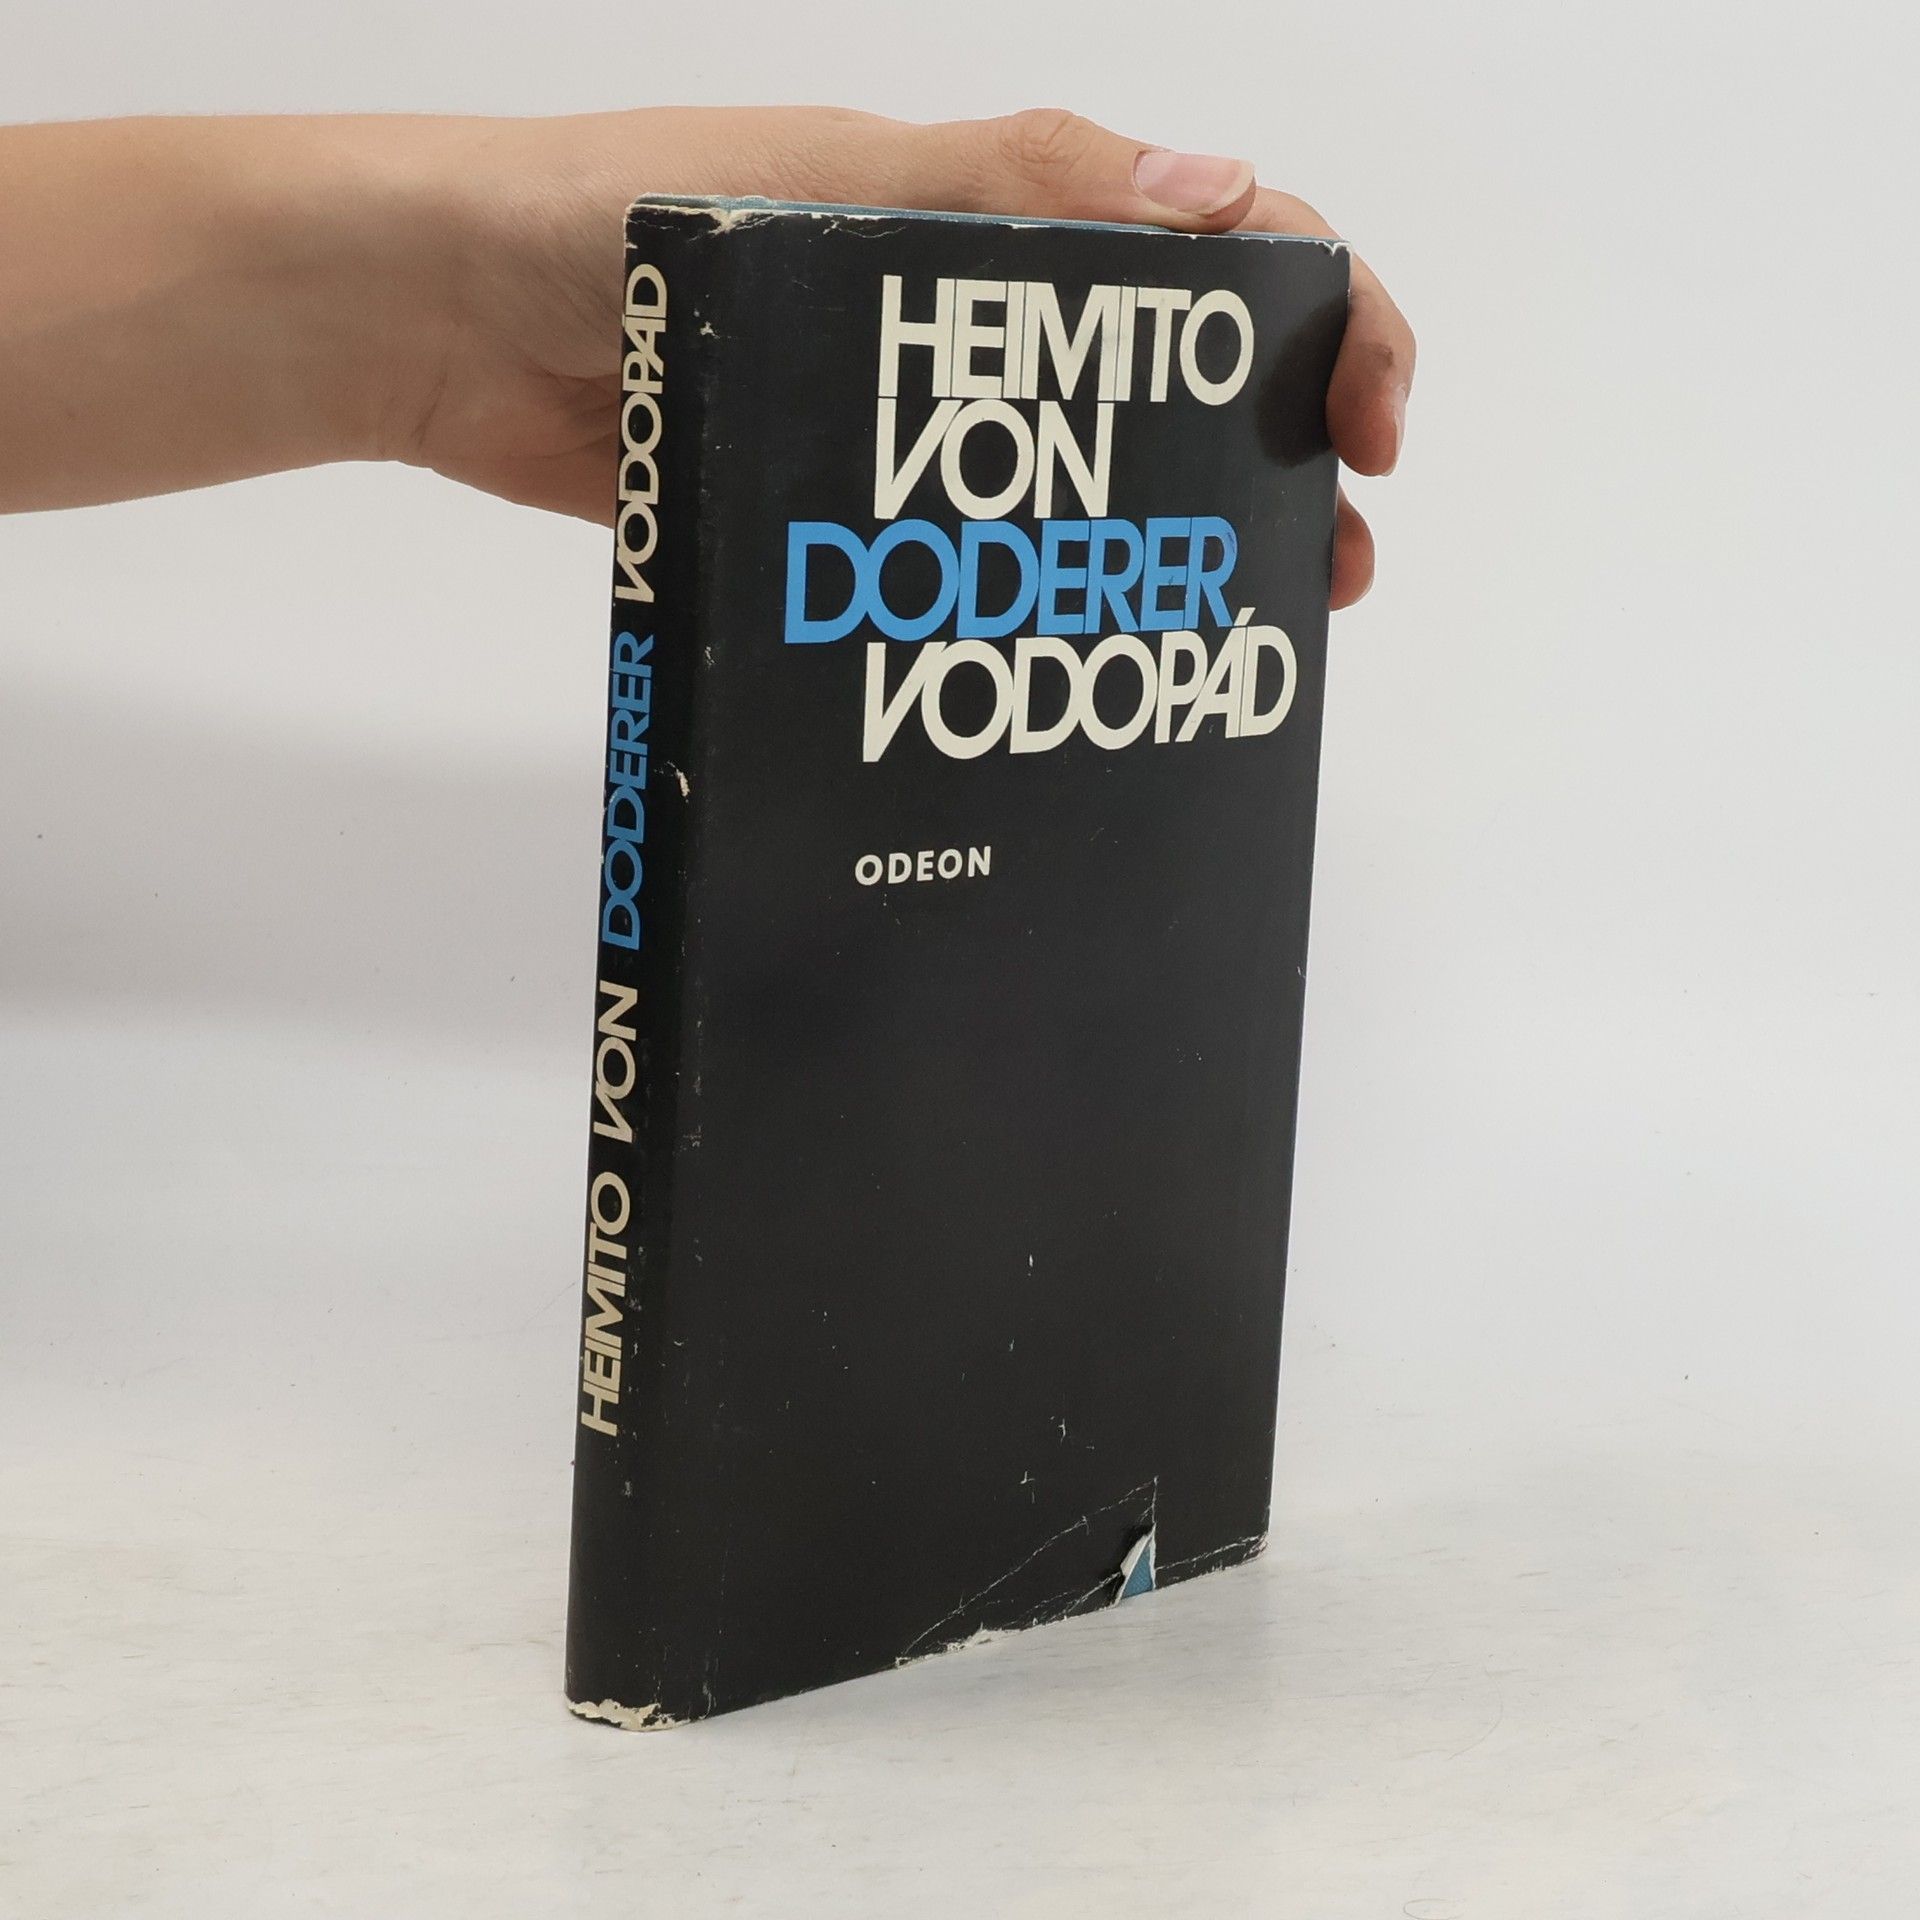 HEIMITO
VON
DODERER
VODOPÁD
ODEON
HEIMITO VON DODERER VODOPÁD